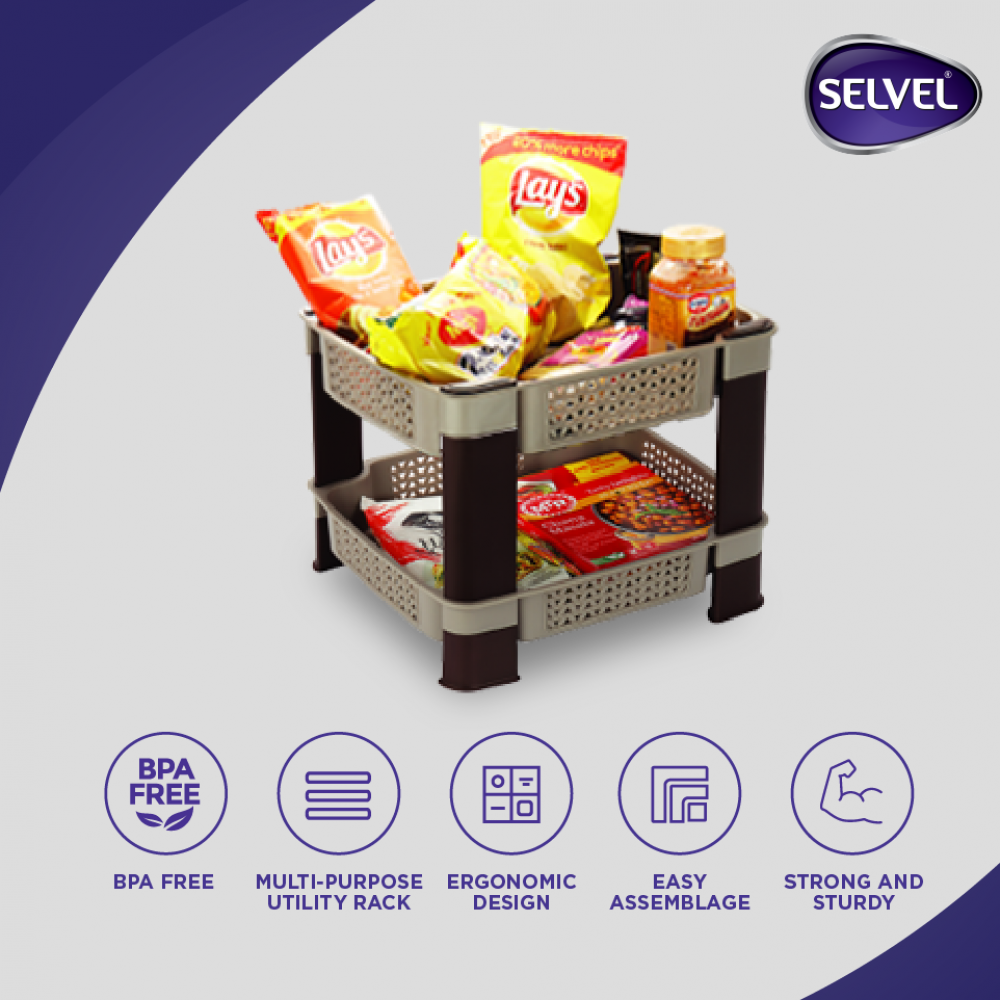 SELVEL®
40% more chips
Lay's
Lay's
MTR
BPA
FREE
BPA FREE
MULTI-PURPOSE
UTILITY RACK
ERGONOMIC
DESIGN
EASY
ASSEMBLAGE
STRONG AND
STURDY